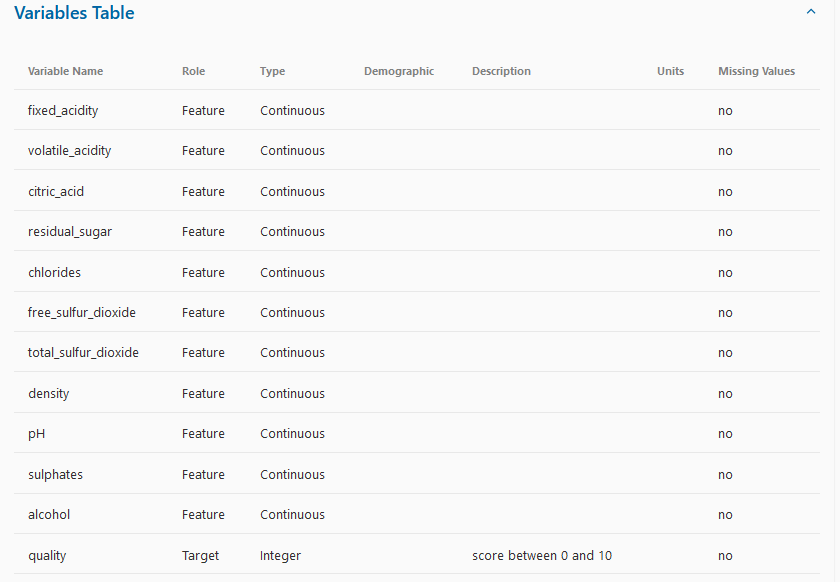 Variables Table
Variable Name Role Type Demographic Description Units Missing Values
fixed_acidity Feature Continuous no
volatile_acidity Feature Continuous no
citric_acid Feature Continuous no
residual_sugar Feature Continuous no
chlorides Feature Continuous no
free_sulfur_dioxide Feature Continuous no
total_sulfur_dioxide Feature Continuous no
density Feature Continuous no
pH Feature Continuous no
sulphates Feature Continuous no
alcohol Feature Continuous no
quality Target Integer score between 0 and 10 no